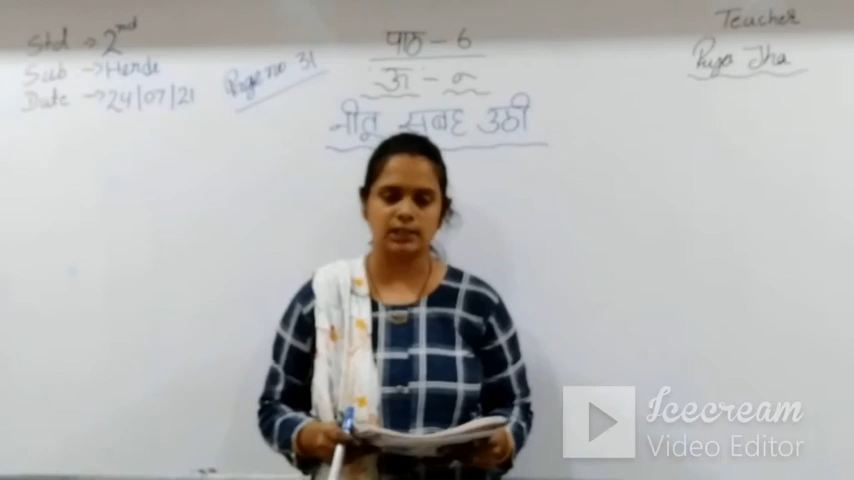 Std → 2nd
Sub → Hende
Date → 24/07/21
Page no 31
पाठ - 6
नीतू सबह उठी
Teacher
Puja Jha
Icecream
Video Editor